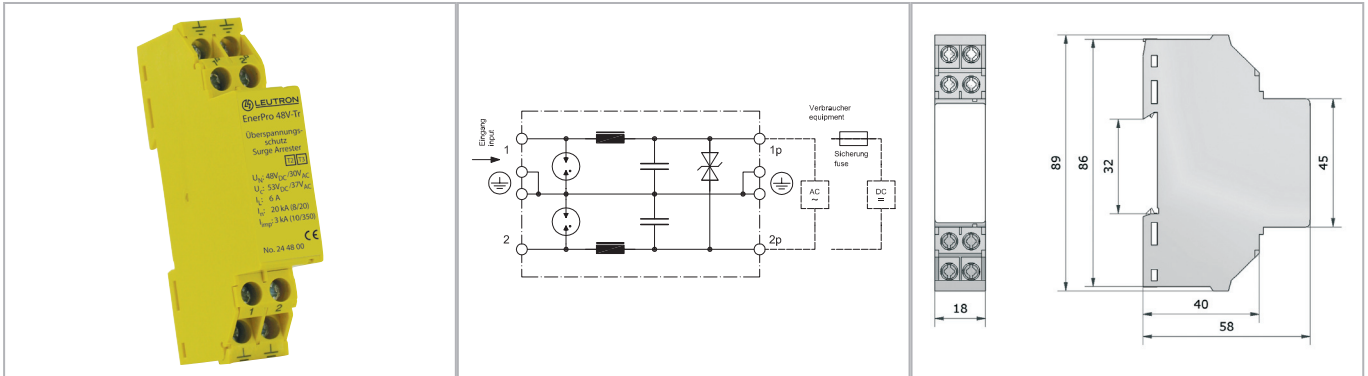 LEUTRON
EnerPro 48V-Tr
Überspannungs-
schutz
Surge Arrester
T2 T3
UN: 48VDC/30VAC
UC: 53VDC/37VAC
IL: 6 A
In: 20 kA (8/20)
Iimp: 3 kA (10/350)
CE
No. 24 48 00
1P 2P
1 2
Eingang
input
1
2
1p
2p
Verbraucher
equipment
Sicherung
fuse
AC
~
DC
=
89
86
32
45
18
40
58